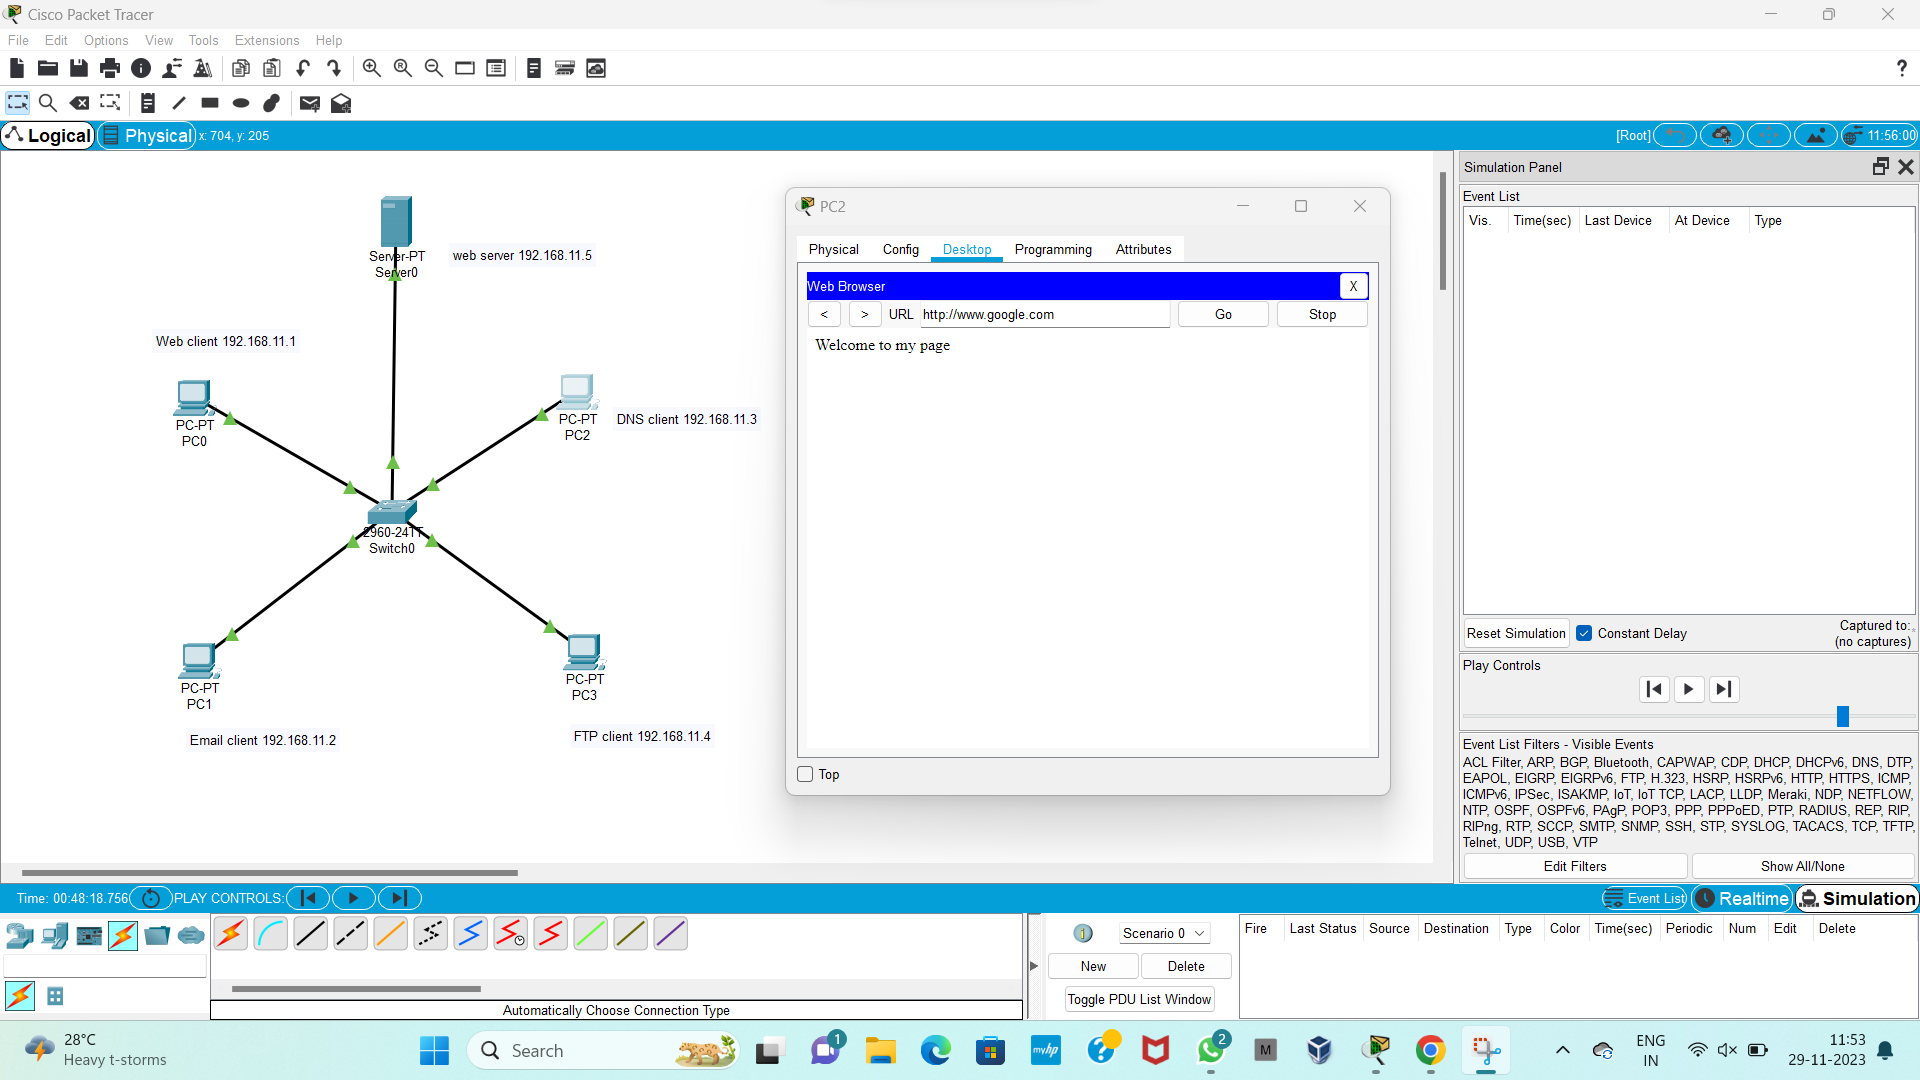 Cisco Packet Tracer
File Edit Options View Tools Extensions Help
Logical Physical x: 704, y: 205
[Root] 11:56:00
Server-PT
Server0
web server 192.168.11.5
Web client 192.168.11.1
PC-PT
PC0
PC-PT
PC2
DNS client 192.168.11.3
2960-24TT
Switch0
PC-PT
PC1
Email client 192.168.11.2
PC-PT
PC3
FTP client 192.168.11.4
PC2
Physical Config Desktop Programming Attributes
Web Browser X
< > URL http://www.google.com Go Stop
Welcome to my page
Top
Simulation Panel
Event List
Vis. Time(sec) Last Device At Device Type
Reset Simulation Constant Delay
Captured to:
(no captures)
Play Controls
Event List Filters - Visible Events
ACL Filter, ARP, BGP, Bluetooth, CAPWAP, CDP, DHCP, DHCPv6, DNS, DTP,
EAPOL, EIGRP, EIGRPv6, FTP, H.323, HSRP, HSRPv6, HTTP, HTTPS, ICMP,
ICMPv6, IPSec, ISAKMP, IoT, IoT TCP, LACP, LLDP, Meraki, NDP, NETFLOW,
NTP, OSPF, OSPFv6, PAgP, POP3, PPP, PPPoED, PTP, RADIUS, REP, RIP,
RIPng, RTP, SCCP, SMTP, SNMP, SSH, STP, SYSLOG, TACACS, TCP, TFTP,
Telnet, UDP, USB, VTP
Edit Filters Show All/None
Time: 00:48:18.756 PLAY CONTROLS:
Event List Realtime Simulation
Automatically Choose Connection Type
Scenario 0
New Delete
Toggle PDU List Window
Fire Last Status Source Destination Type Color Time(sec) Periodic Num Edit Delete
28°C
Heavy t-storms
Search
1
myhp
2
M
ENG
IN
11:53
29-11-2023